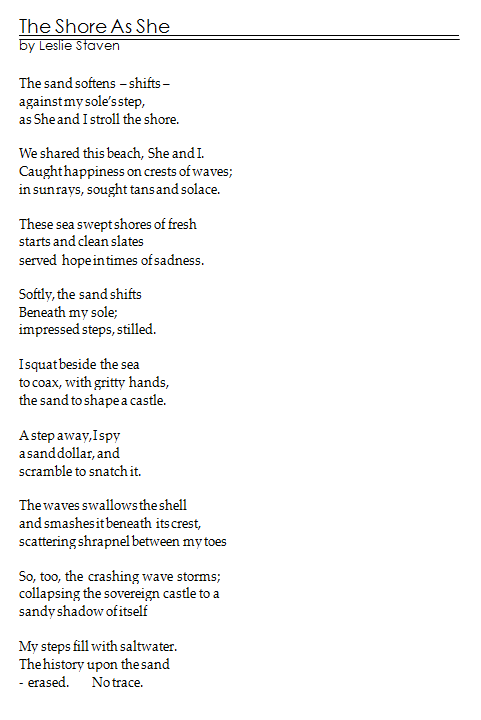 The Shore As She
by Leslie Staven
The sand softens – shifts –
against my sole's step,
as She and I stroll the shore.
We shared this beach, She and I.
Caught happiness on crests of waves;
in sun rays, sought tans and solace.
These sea swept shores of fresh
starts and clean slates
served hope in times of sadness.
Softly, the sand shifts
Beneath my sole;
impressed steps, stilled.
I squat beside the sea
to coax, with gritty hands,
the sand to shape a castle.
A step away, I spy
a sand dollar, and
scramble to snatch it.
The waves swallows the shell
and smashes it beneath its crest,
scattering shrapnel between my toes
So, too, the crashing wave storms;
collapsing the sovereign castle to a
sandy shadow of itself
My steps fill with saltwater.
The history upon the sand
- erased. No trace.